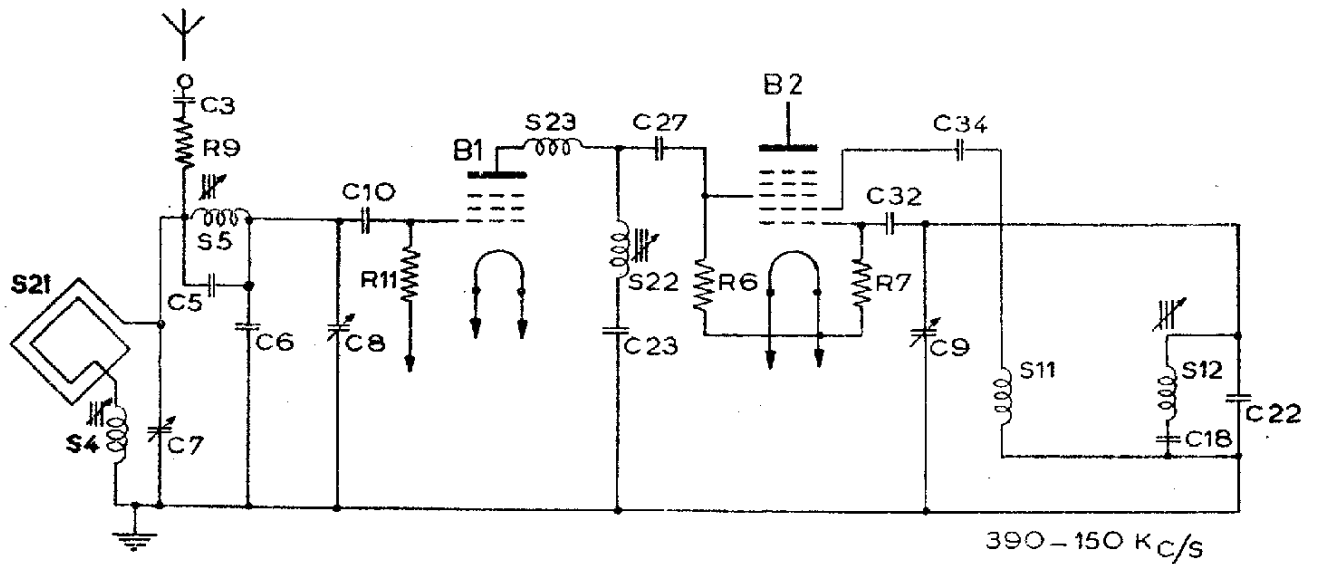 C3
R9
S5
C5
S21
S4
C7
C6
C10
C8
R11
B1
S23
C27
S22
C23
B2
R6
R7
C32
C34
C9
S11
S12
C18
C22
390-150 KC/S